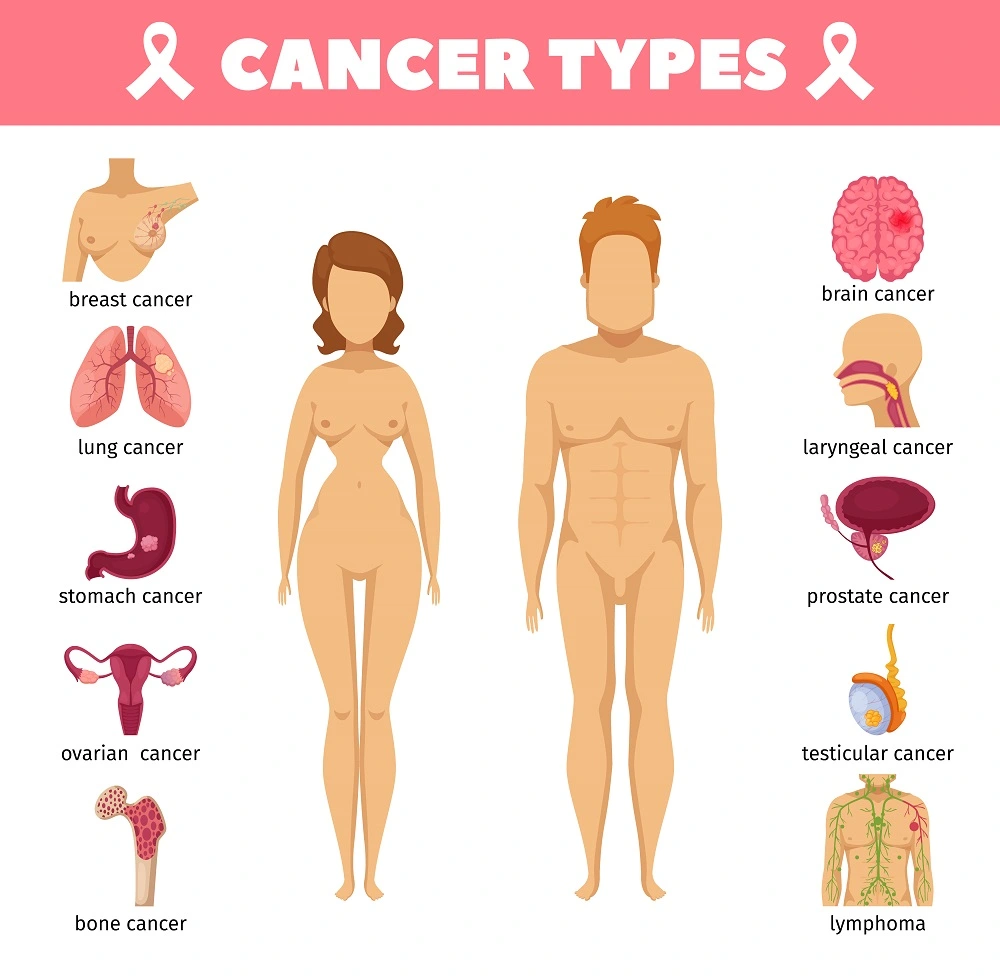 CANCER TYPES
breast cancer
lung cancer
stomach cancer
ovarian cancer
bone cancer
brain cancer
laryngeal cancer
prostate cancer
testicular cancer
lymphoma